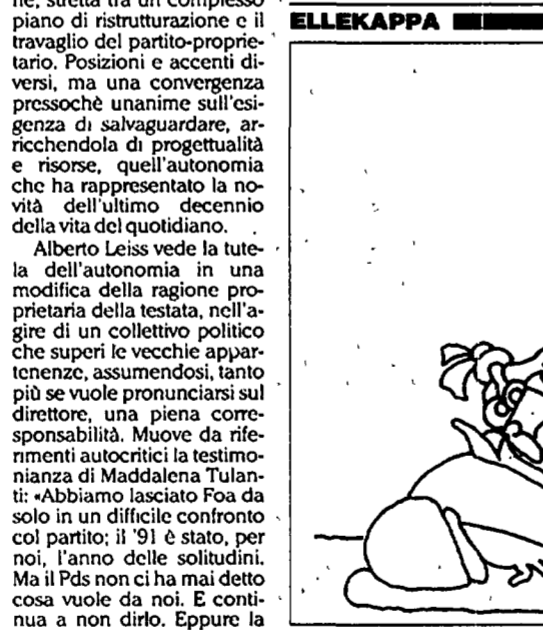 ne, stretta tra un complesso
piano di ristrutturazione e il
travaglio del partito-proprie-
tario. Posizioni e accenti di-
versi, ma una convergenza
pressochè unanime sull'esi-
genza di salvaguardare, ar-
ricchendola di progettualità
e risorse, quell'autonomia
che ha rappresentato la no-
vità dell'ultimo decennio
della vita del quotidiano.
Alberto Leiss vede la tute-
la dell'autonomia in una
modifica della ragione pro-
prietaria della testata, nell'a-
gire di un collettivo politico
che superi le vecchie appar-
tenenze, assumendosi, tanto
più se vuole pronunciarsi sul
direttore, una piena corre-
sponsabilità. Muove da rife-
rimenti autocritici la testimo-
nianza di Maddalena Tulan-
ti: «Abbiamo lasciato Foa da
solo in un difficile confronto
col partito; il '91 è stato, per
noi, l'anno delle solitudini.
Ma il Pds non ci ha mai detto
cosa vuole da noi. E conti-
nua a non dirlo. Eppure la
ELLEKAPPA